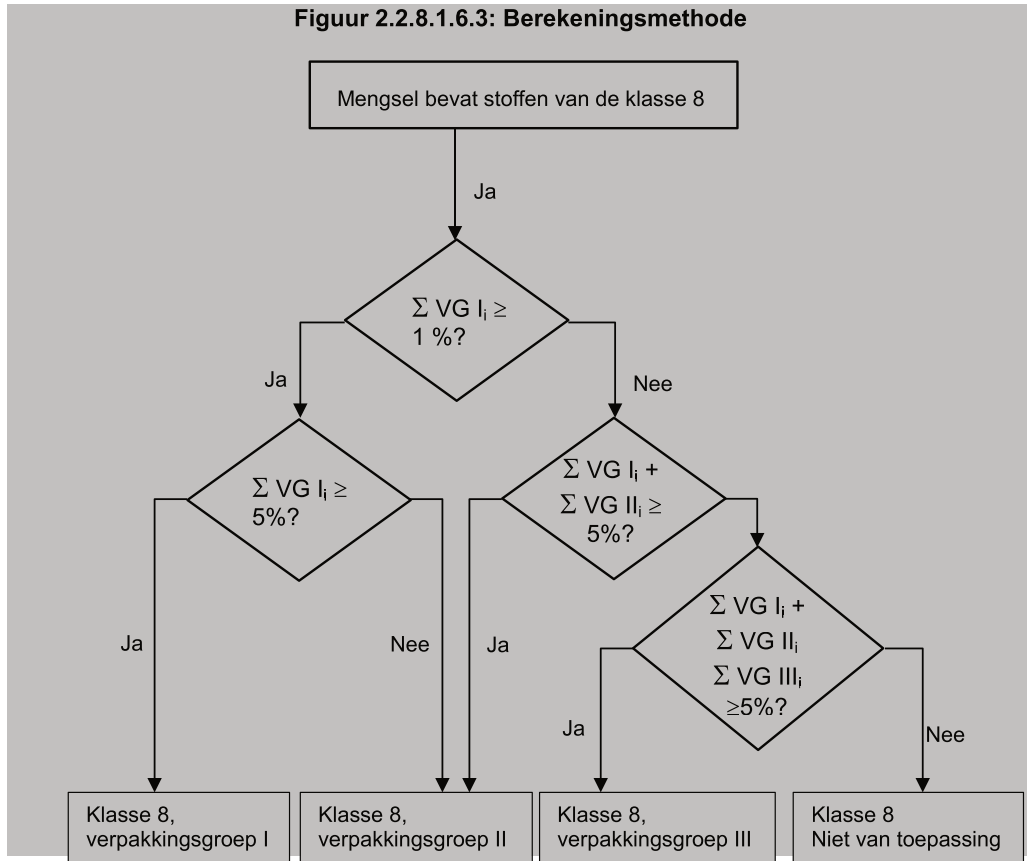 Figuur 2.2.8.1.6.3: Berekeningsmethode
Mengsel bevat stoffen van de klasse 8
Ja
Σ VG Iᵢ ≥
1 %?
Ja
Nee
Σ VG Iᵢ ≥
5%?
Σ VG Iᵢ +
Σ VG IIᵢ ≥
5%?
Σ VG Iᵢ +
Σ VG IIᵢ
Σ VG IIIᵢ
≥5%?
Ja
Nee
Ja
Ja
Nee
Klasse 8,
verpakkingsgroep I
Klasse 8,
verpakkingsgroep II
Klasse 8,
verpakkingsgroep III
Klasse 8
Niet van toepassing